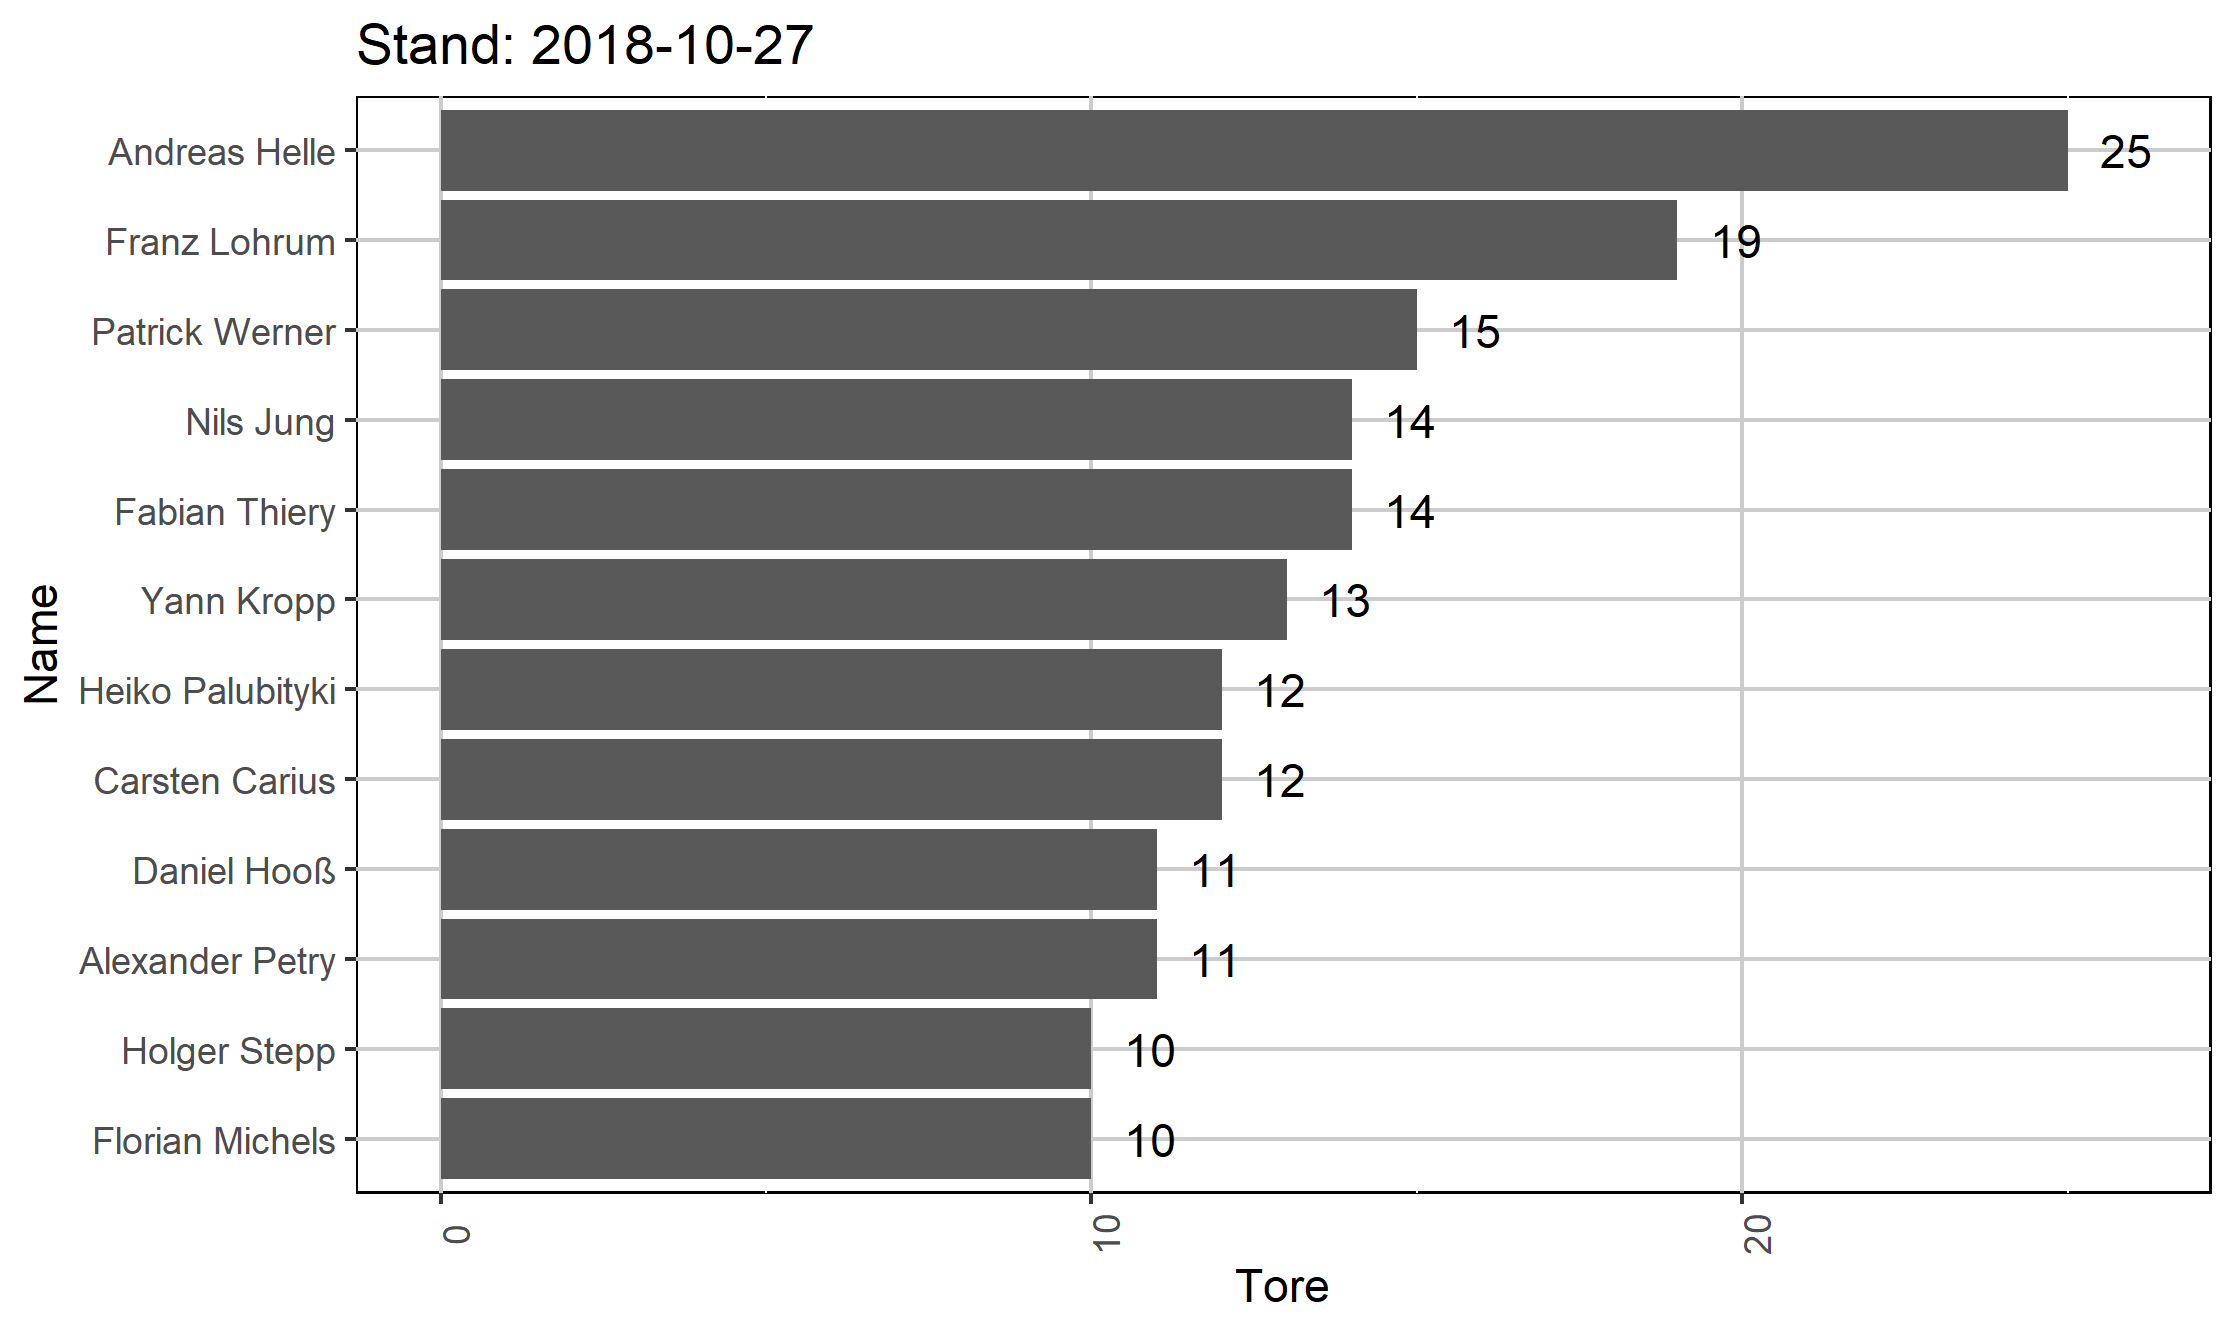 Stand: 2018-10-27
Name
Andreas Helle 25
Franz Lohrum 19
Patrick Werner 15
Nils Jung 14
Fabian Thiery 14
Yann Kropp 13
Heiko Palubityki 12
Carsten Carius 12
Daniel Hooß 11
Alexander Petry 11
Holger Stepp 10
Florian Michels 10
0 10 20
Tore